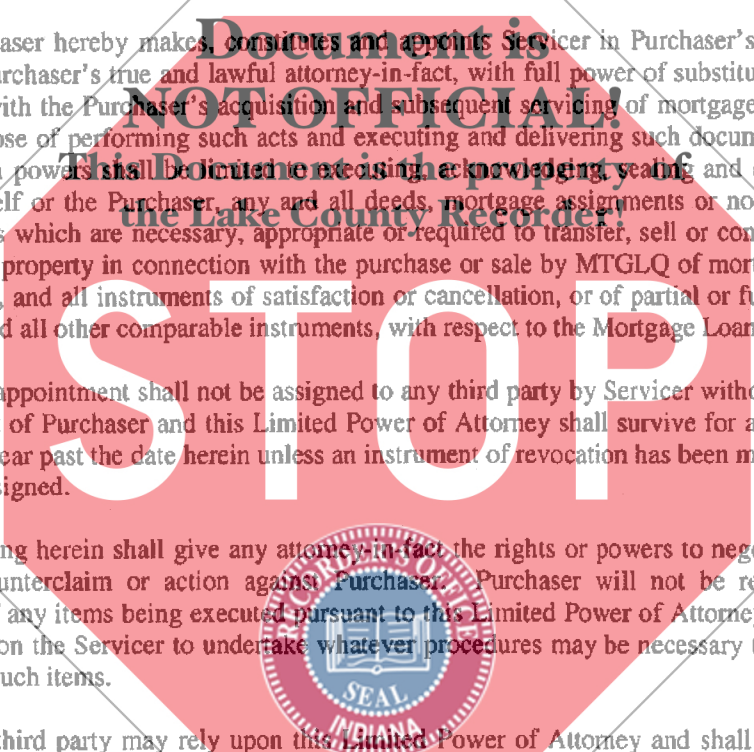 Document is
aser hereby makes, constitutes and appoints Servicer in Purchaser's
urchaser's true and lawful attorney-in-fact, with full power of substitu
with the Purchaser's acquisition and subsequent servicing of mortgage
NOT OFFICIAL!
ose of performing such acts and executing and delivering such docum
powers shall be limited to executing, acknowledging, sealing and
This Document is the property of
elf or the Purchaser, any and all deeds, mortgage assignments or no
the Lake County Recorder!
s which are necessary, appropriate or required to transfer, sell or con
property in connection with the purchase or sale by MTGLQ of mor
, and all instruments of satisfaction or cancellation, or of partial or fu
d all other comparable instruments, with respect to the Mortgage Loan
STOP
appointment shall not be assigned to any third party by Servicer witho
of Purchaser and this Limited Power of Attorney shall survive for a
ear past the date herein unless an instrument of revocation has been m
signed.
ng herein shall give any attorney-in-fact the rights or powers to nego
unterclaim or action against Purchaser. Purchaser will not be re
any items being executed pursuant to this Limited Power of Attorney
on the Servicer to undertake whatever procedures may be necessary
uch items.
RECORDER'S OFFICE
SEAL
INDIANA
third party may rely upon this Limited Power of Attorney and shall